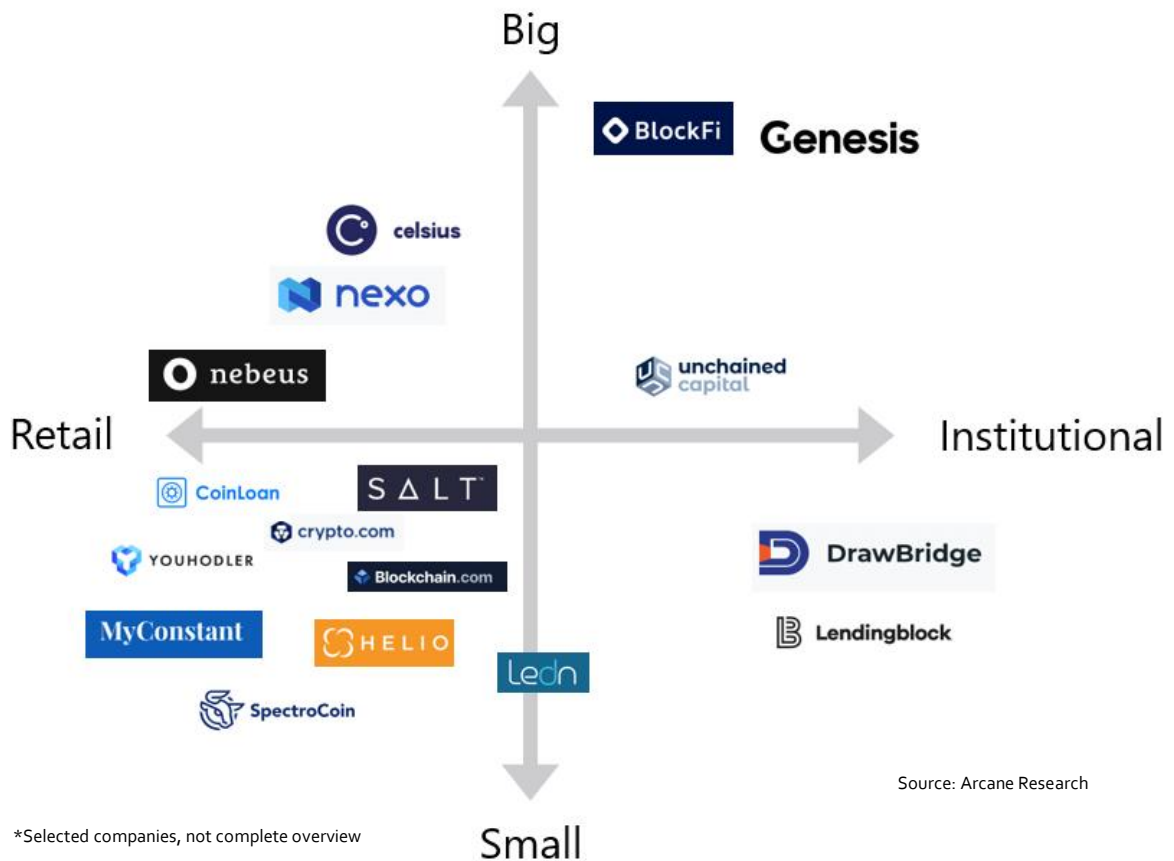 Big
BlockFi
Genesis
celsius
nexo
nebeus
unchained
capital
Retail
Institutional
CoinLoan
SALT™
crypto.com
YOUHODLER
Blockchain.com
DrawBridge
MyConstant
HELIO
Lendingblock
Ledn
SpectroCoin
Source: Arcane Research
*Selected companies, not complete overview
Small